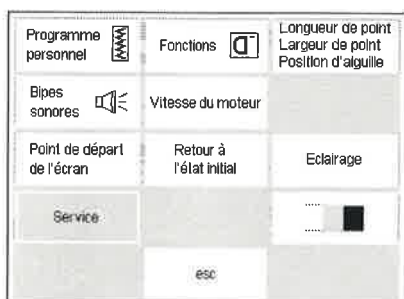 Programme
personnel
Fonctions
Longueur de point
Largeur de point
Position d'aiguille
Bipes
sonores
Vitesse du moteur
Point de départ
de l'écran
Retour à
l'état initial
Eclairage
Service
esc